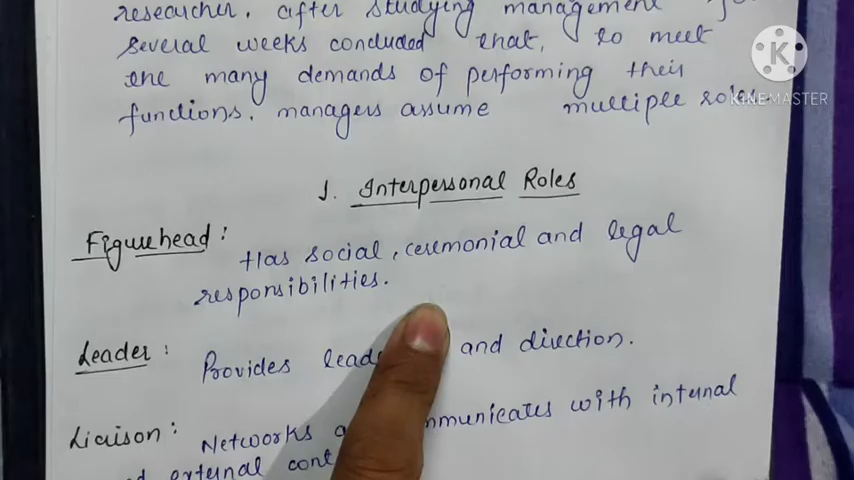 researcher, after studying management
several weeks concluded that, to meet
the many demands of performing their
functions, managers assume multiple roles.
KINEMASTER
1. Interpersonal Roles
Figurehead:
Has social, ceremonial and legal
responsibilities.
Leader: Provides and direction.
Liaison: Networks with internal
external